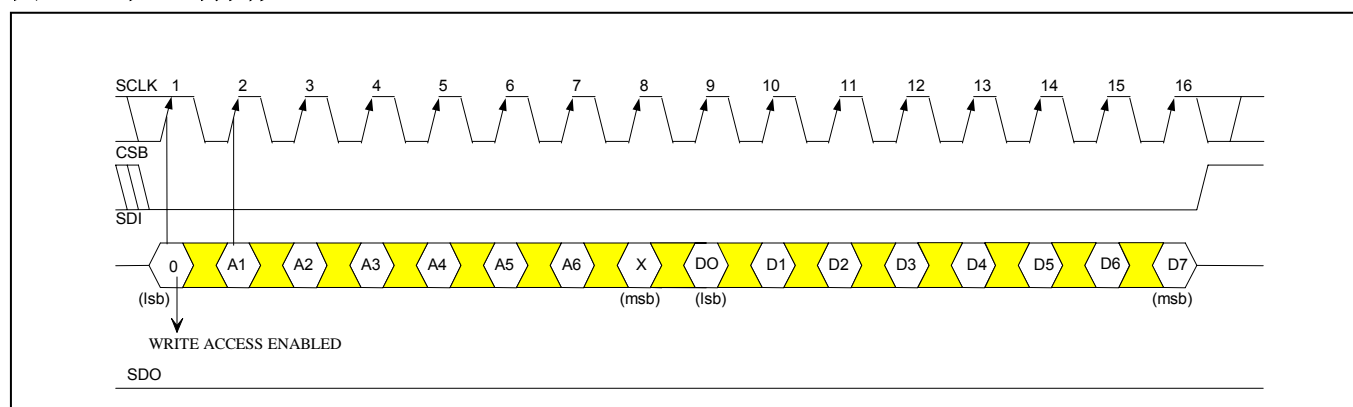 SCLK 1 2 3 4 5 6 7 8 9 10 11 12 13 14 15 16
CSB
SDI
0 A1 A2 A3 A4 A5 A6 X DO D1 D2 D3 D4 D5 D6 D7
(lsb) (msb) (lsb) (msb)
WRITE ACCESS ENABLED
SDO